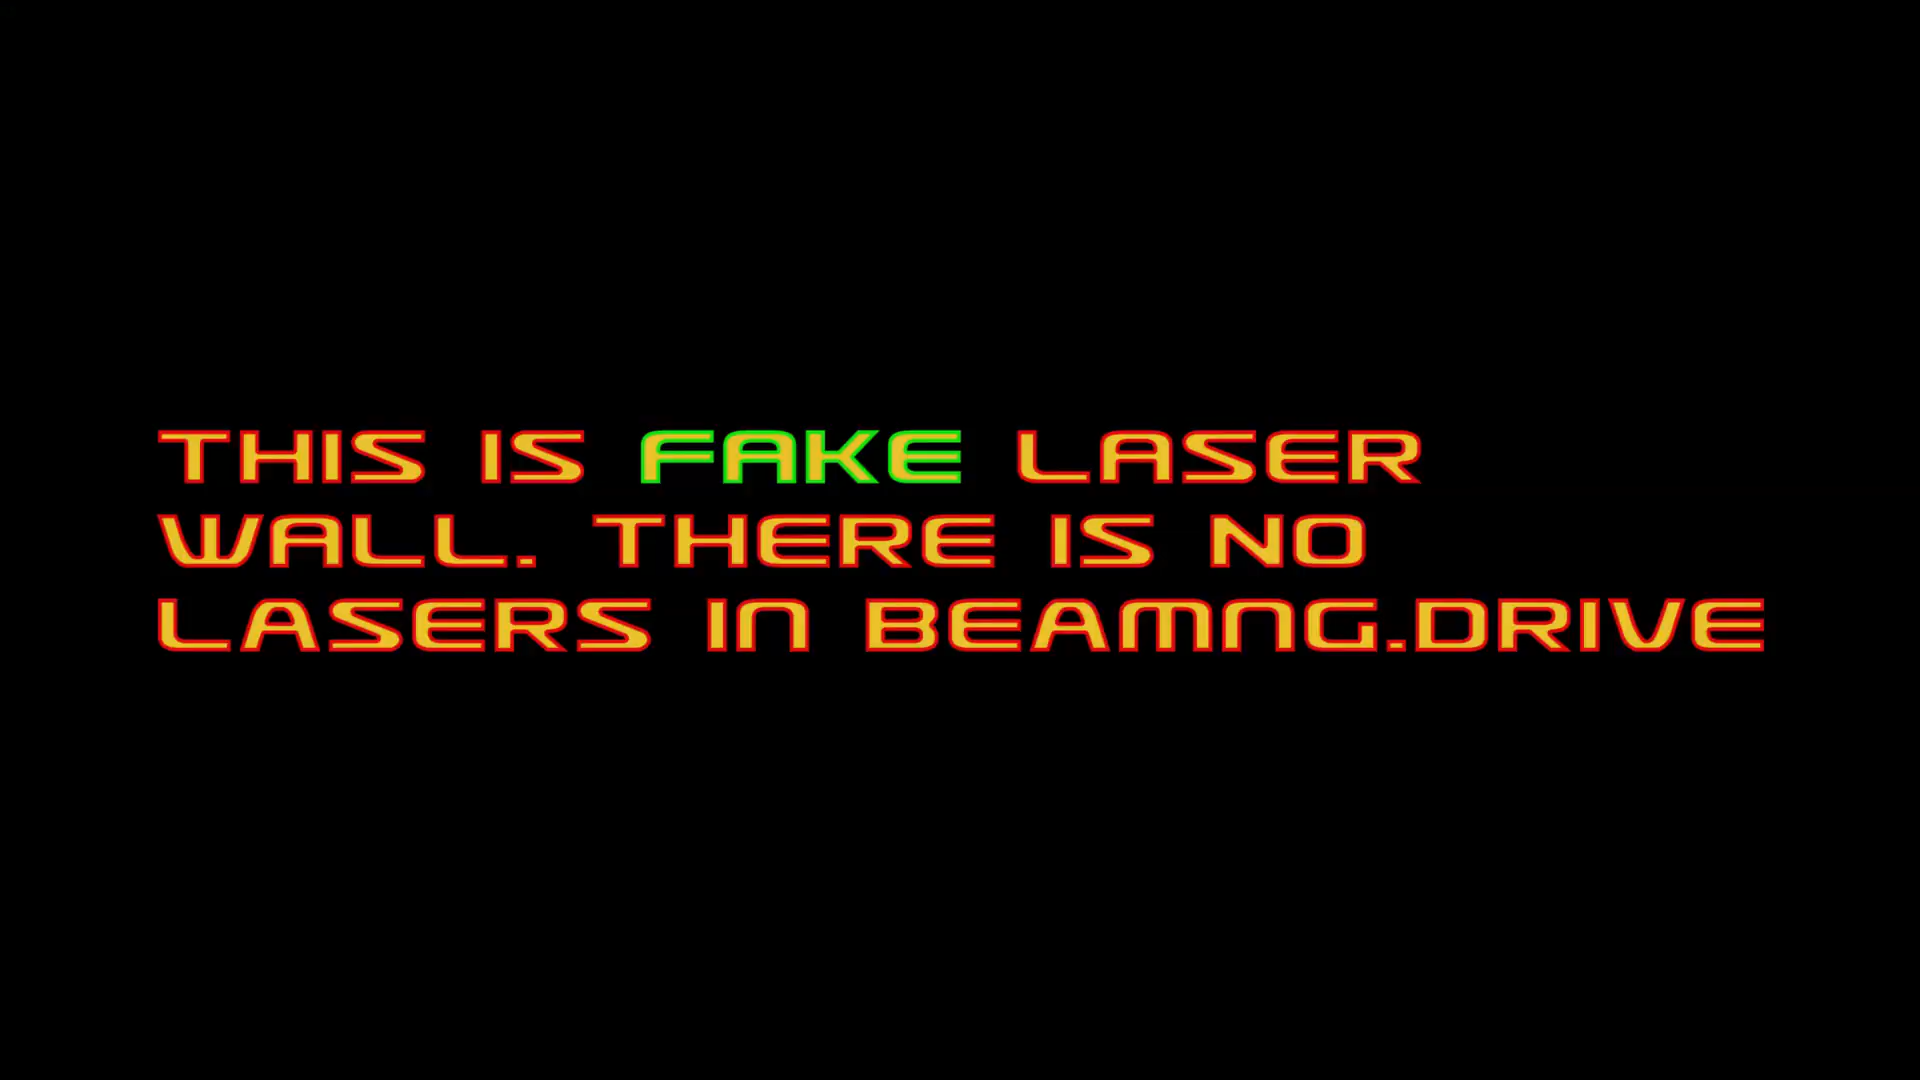 THIS IS FAKE LASER
WALL. THERE IS NO
LASERS IN BEAMNG.DRIVE